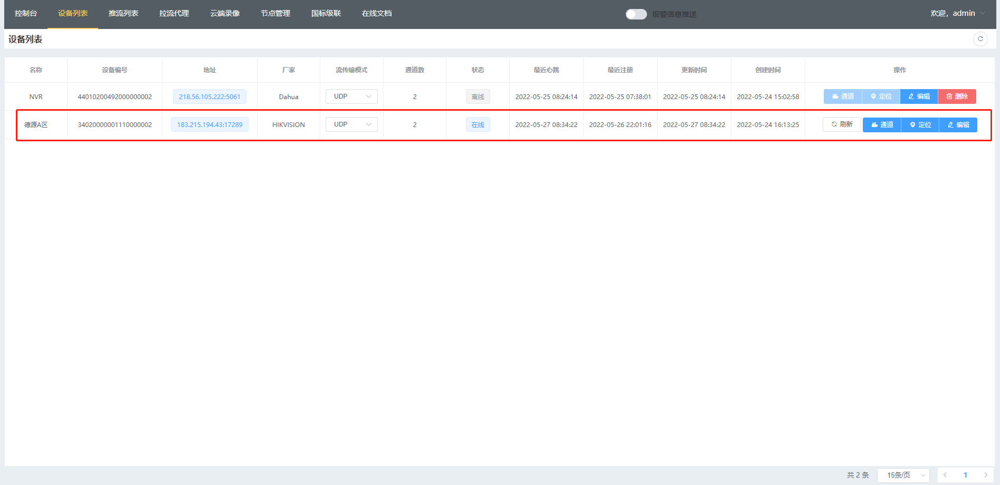 控制台 设备列表 推流列表 拉流代理 云端录像 节点管理 国标级联 在线文档 报警信息推送 欢迎，admin
设备列表
名称 设备编号 地址 厂家 流传输模式 通道数 状态 最近心跳 最近注册 更新时间 创建时间 操作
NVR 44010200492000000002 218.56.105.222:5061 Dahua UDP 2 离线 2022-05-25 08:24:14 2022-05-25 07:38:01 2022-05-25 08:24:14 2022-05-24 15:02:58 通道 定位 编辑 删除
德源A区 34020000001110000002 183.215.194.43:17289 HIKVISION UDP 2 在线 2022-05-27 08:34:22 2022-05-26 22:01:16 2022-05-27 08:34:22 2022-05-24 16:13:25 刷新 通道 定位 编辑
共 2 条 15条/页 1